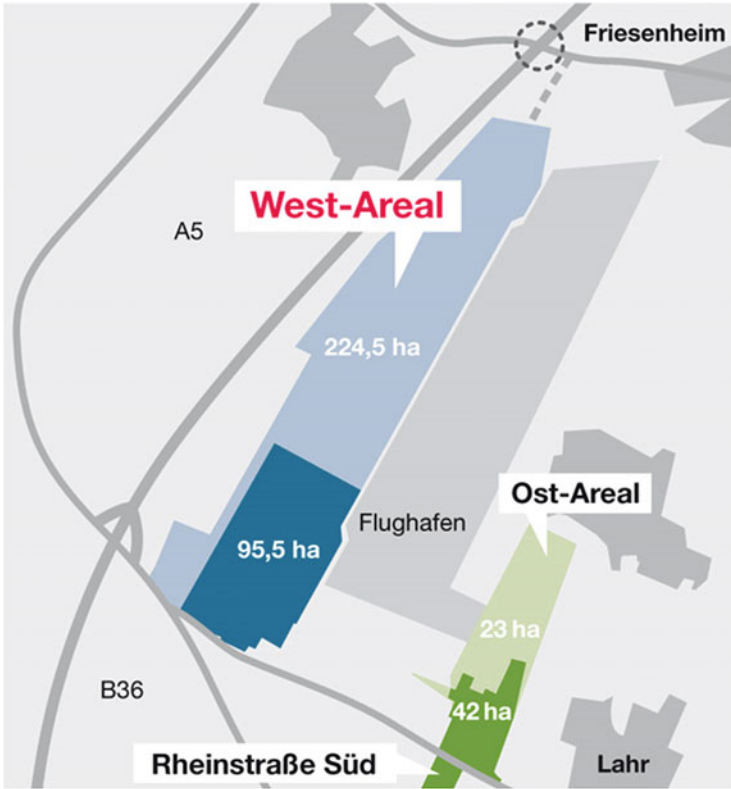 Friesenheim
West-Areal
A5
224,5 ha
Ost-Areal
Flughafen
95,5 ha
23 ha
B36
42 ha
Rheinstraße Süd
Lahr